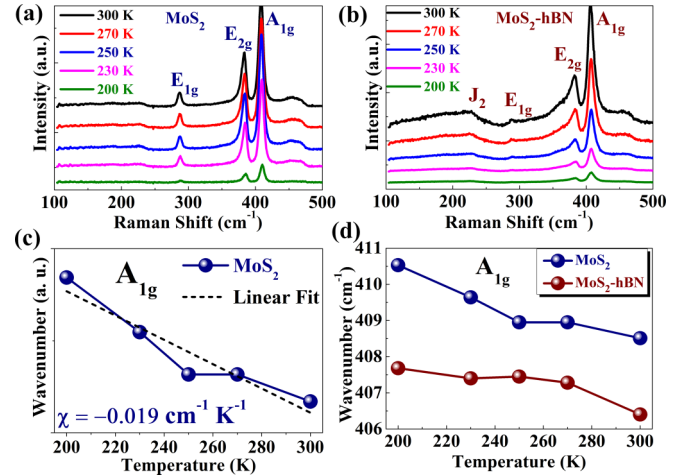 (a)
MoS2
A1g
300 K
270 K
250 K
230 K
200 K
E2g
E1g
Intensity (a.u.)
100 200 300 400 500
Raman Shift (cm-1)
(b)
MoS2-hBN
A1g
300 K
270 K
250 K
230 K
200 K
E2g
J2
E1g
Intensity (a.u.)
100 200 300 400 500
Raman Shift (cm-1)
(c)
A1g
MoS2
Linear Fit
χ = −0.019 cm-1 K-1
Wavenumber (a. u.)
200 220 240 260 280 300
Temperature (K)
(d)
A1g
MoS2
MoS2-hBN
Wavenumber (cm-1)
411
410
409
408
407
406
200 220 240 260 280 300
Temperature (K)